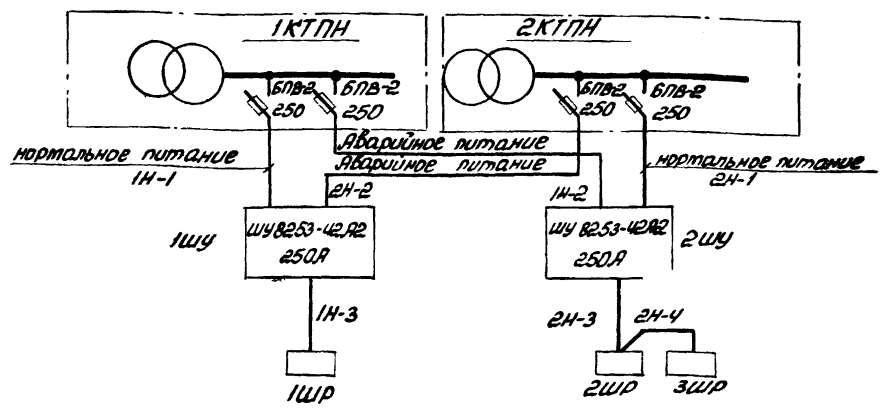 1КТПН
2КТПН
БПВ-2
250
БПВ-2
250
БПВ-2
250
БПВ-2
250
Аварийное питание
нормальное питание
1Н-1
Аварийное питание
нормальное питание
2Н-1
2Н-2
1Н-2
1ШУ
ШУ 8253-42А2
250А
ШУ 8253-42А2
250А
2ШУ
1Н-3
2Н-3
2Н-4
1ШР
2ШР
3ШР